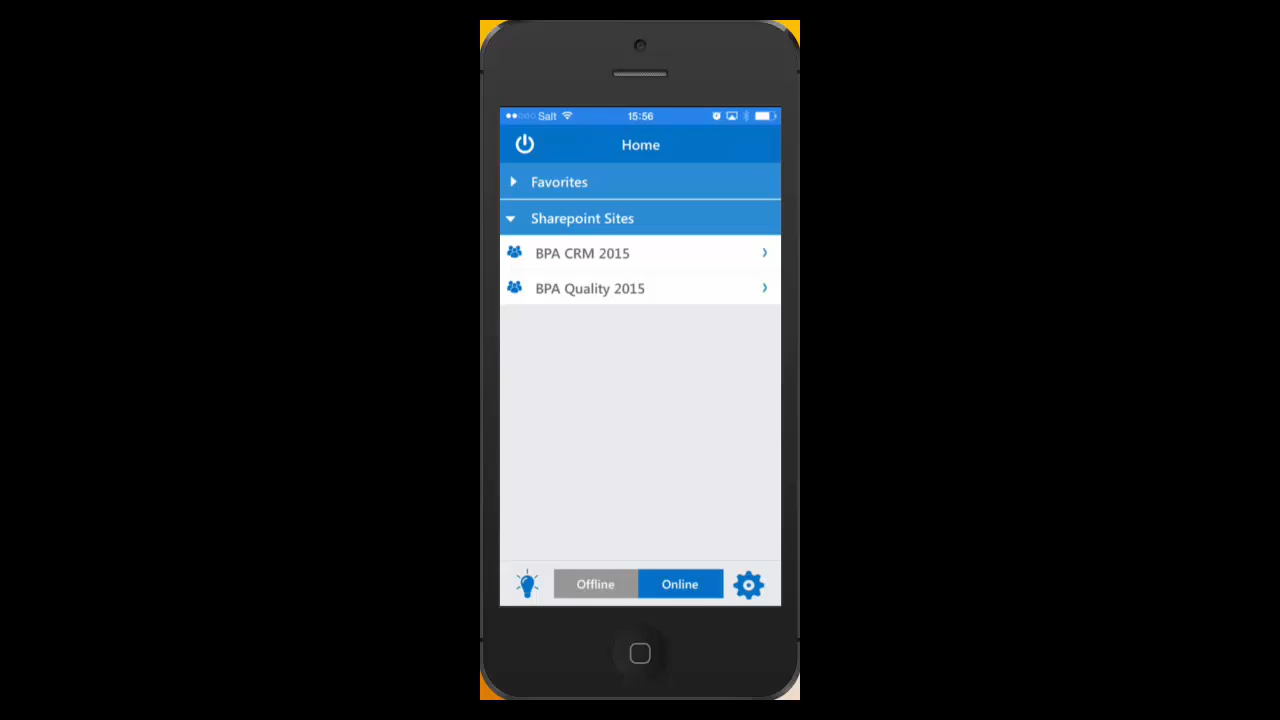 Salt 15:56
Home
Favorites
Sharepoint Sites
BPA CRM 2015
BPA Quality 2015
Offline Online